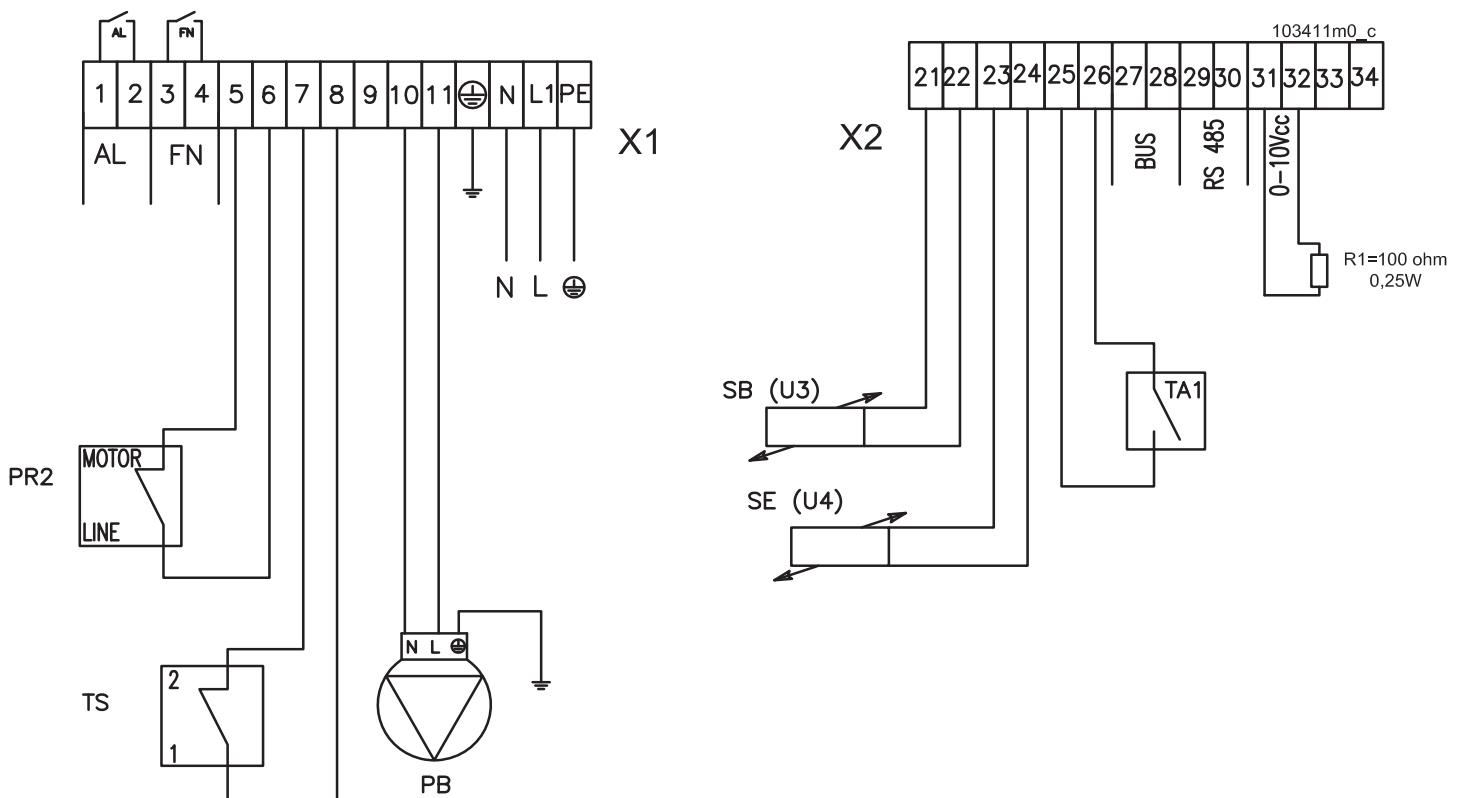 AL FN
1 2 3 4 5 6 7 8 9 10 11 N L1 PE
X1
AL FN
N L
PR2
MOTOR
LINE
TS
2
1
N L
PB
103411m0_c
21 22 23 24 25 26 27 28 29 30 31 32 33 34
X2
BUS
RS 485
0-10Vcc
R1=100 ohm
0,25W
SB (U3)
TA1
SE (U4)